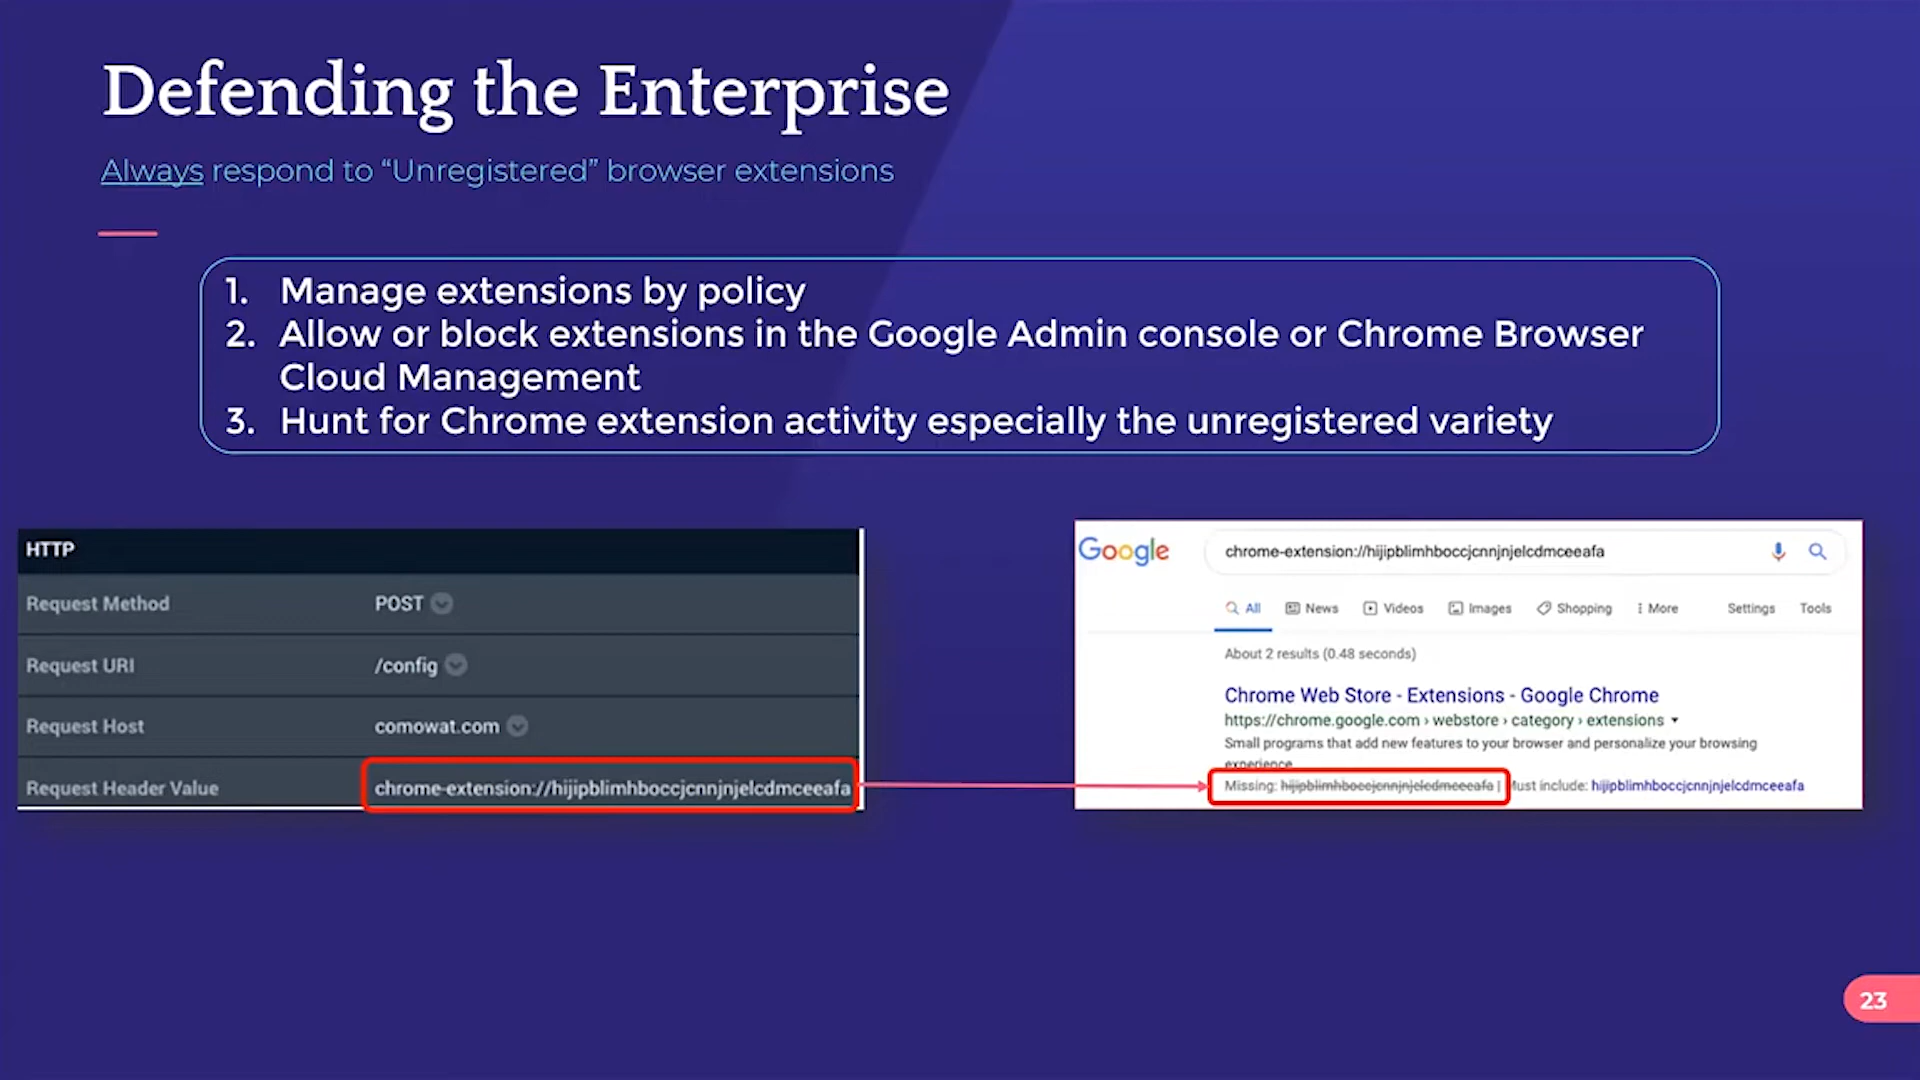 Defending the Enterprise
Always respond to “Unregistered” browser extensions
1. Manage extensions by policy
2. Allow or block extensions in the Google Admin console or Chrome Browser
Cloud Management
3. Hunt for Chrome extension activity especially the unregistered variety
HTTP
Request Method POST
Request URI /config
Request Host comowat.com
Request Header Value chrome-extension://hijipblimhboccjcnnjnjelcdmceeafa
Google chrome-extension://hijipblimhboccjcnnjnjelcdmceeafa
All News Videos Images Shopping More Settings Tools
About 2 results (0.48 seconds)
Chrome Web Store - Extensions - Google Chrome
https://chrome.google.com › webstore › category › extensions
Small programs that add new features to your browser and personalize your browsing
experience
Missing: hijipblimhboccjcnnjnjelcdmceeafa | ust include: hijipblimhboccjcnnjnjelcdmceeafa
23